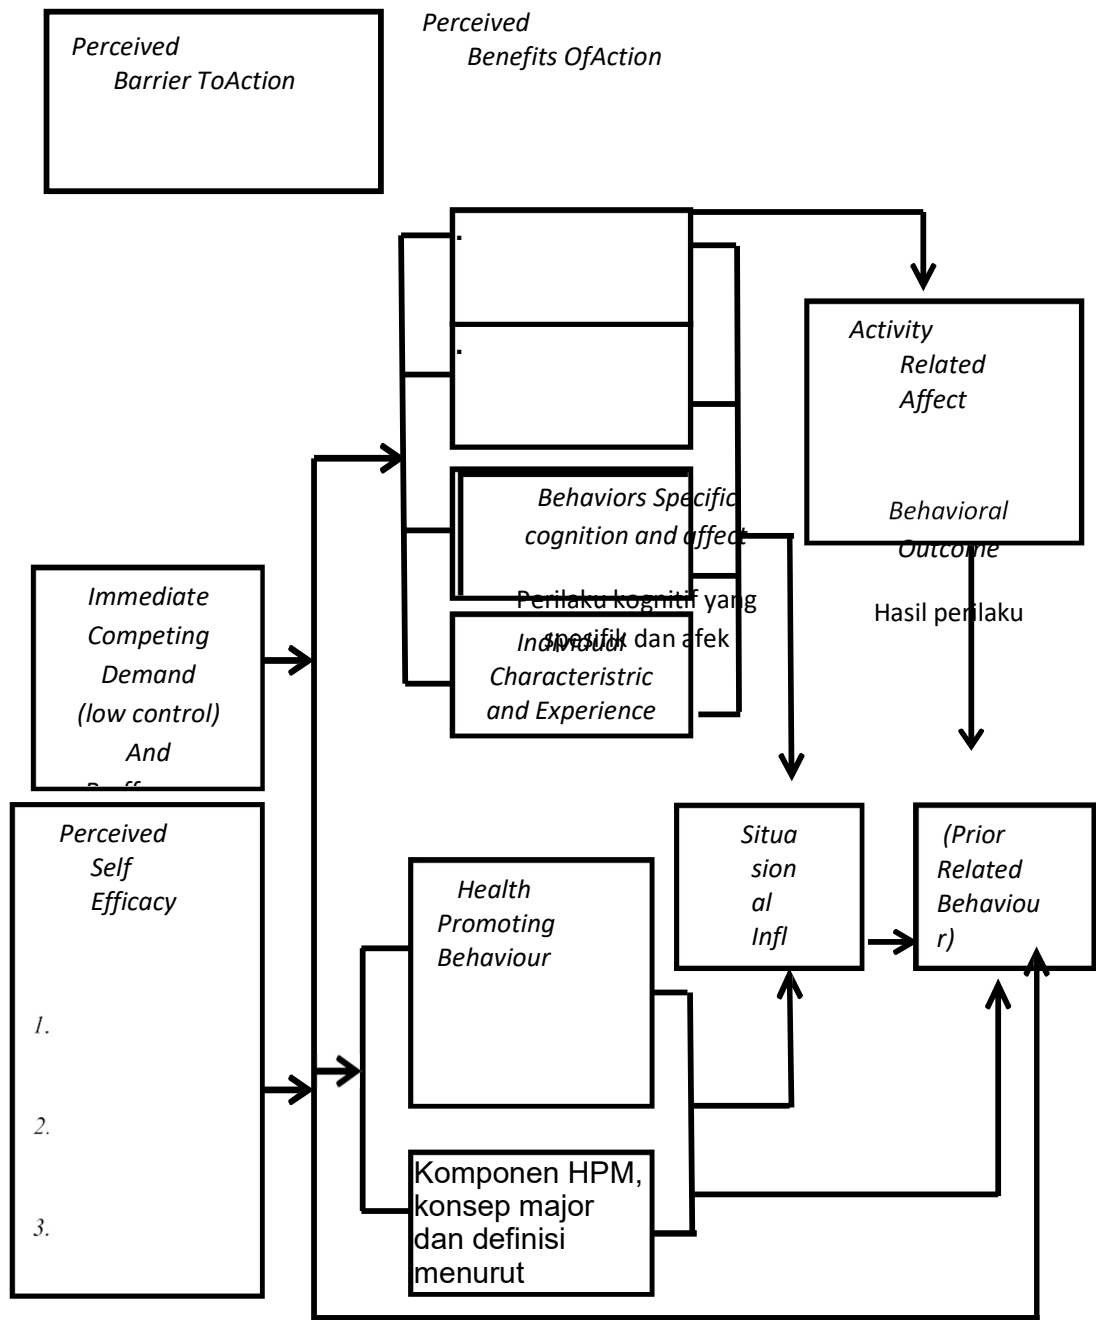 Perceived
Barrier ToAction
Perceived
Benefits OfAction
.
.
Activity
Related
Affect
Behaviors Specific
cognition and affect
Perilaku kognitif yang
spesifik dan afek
Behavioral
Outcome
Hasil perilaku
Immediate
Competing
Demand
(low control)
And
Individual
Characteristric
and Experience
Perceived
Self
Efficacy
1.
2.
3.
Health
Promoting
Behaviour
Situa
sion
al
Infl
(Prior
Related
Behaviou
r)
Komponen HPM,
konsep major
dan definisi
menurut